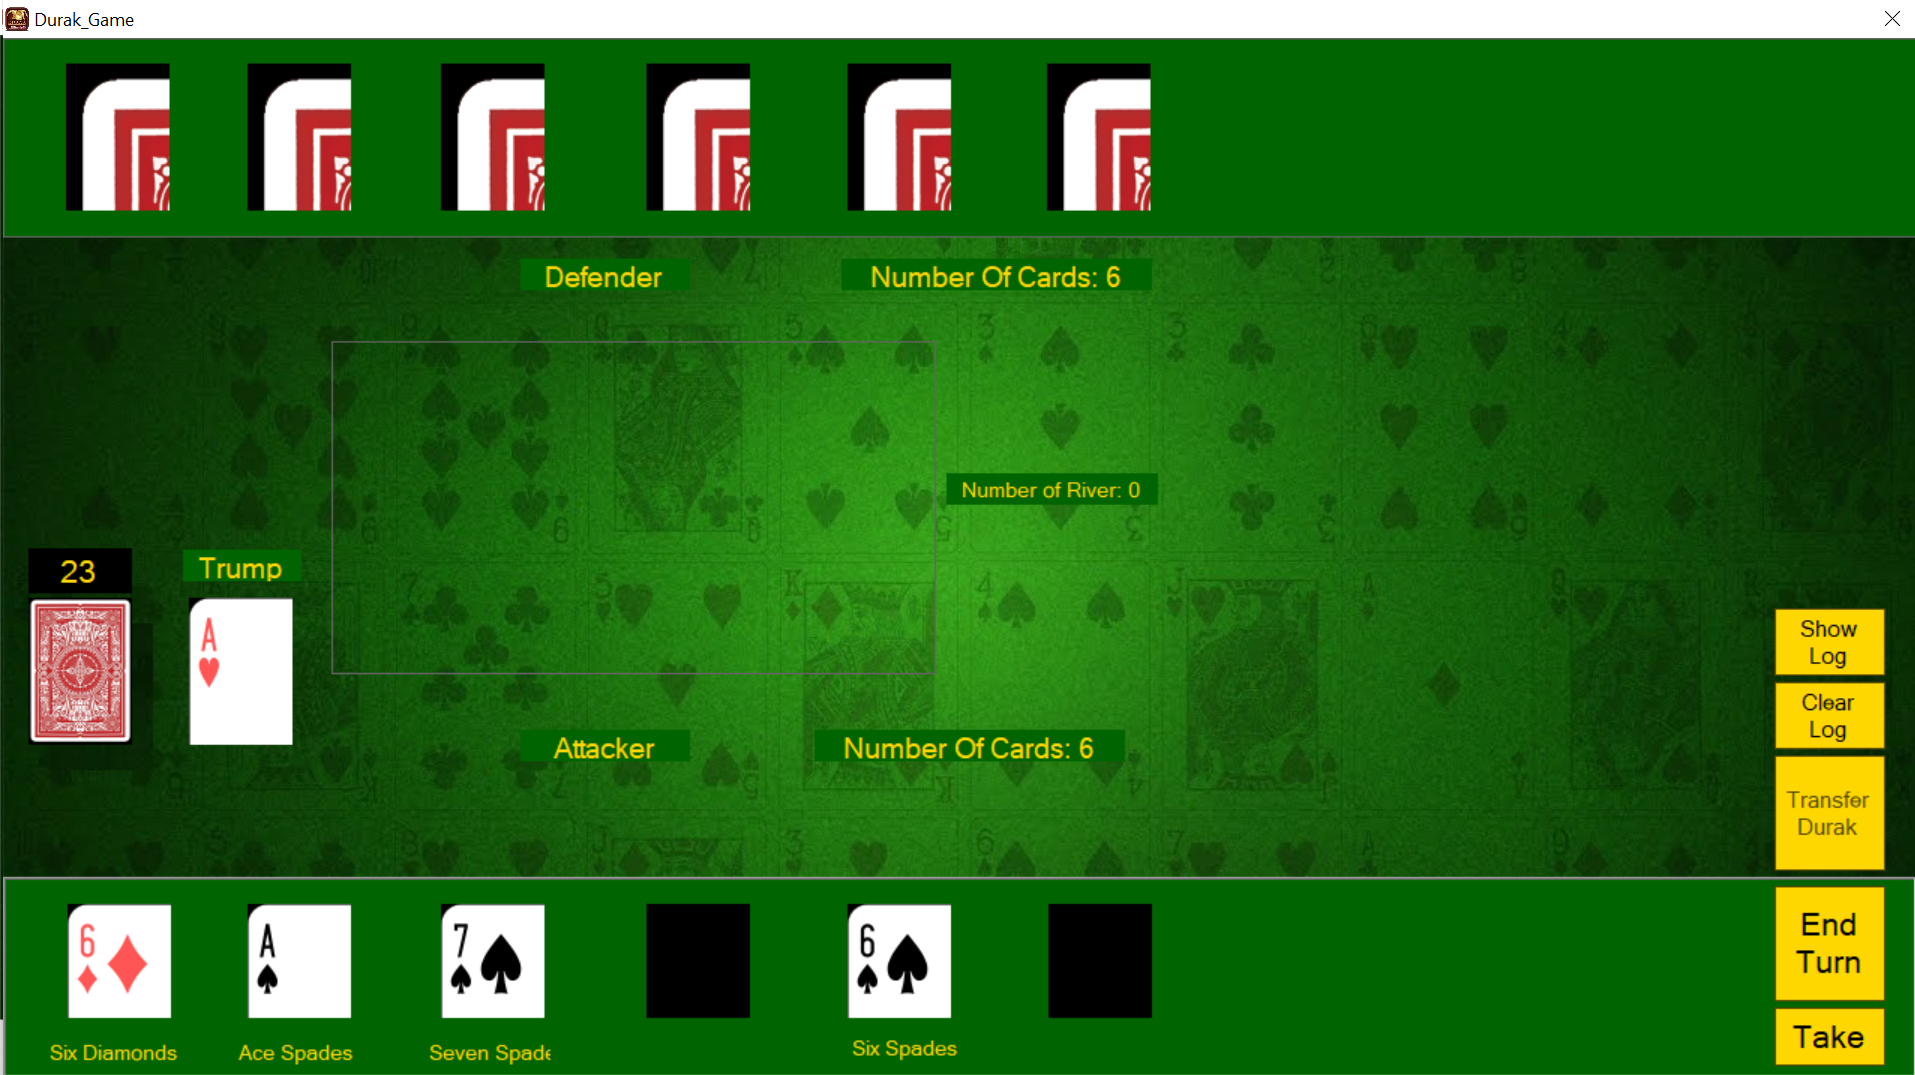 Durak_Game
Defender
Number Of Cards: 6
Number of River: 0
23
Trump
A
Show
Log
Clear
Log
Attacker
Number Of Cards: 6
Transfer
Durak
6
A
7
6
End
Turn
Take
Six Diamonds
Ace Spades
Seven Spade
Six Spades